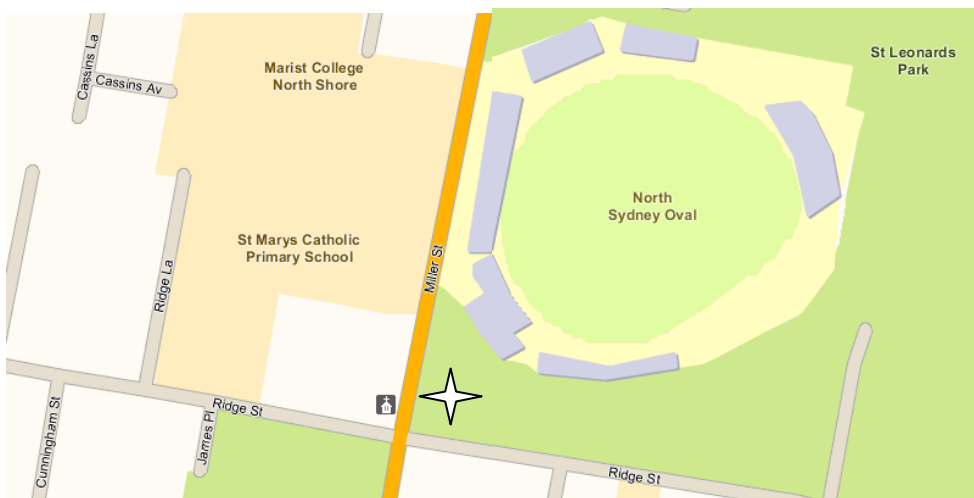 Cassins La
Cassins Av
Marist College
North Shore
St Leonards
Park
North
Sydney Oval
St Marys Catholic
Primary School
Ridge La
Miller St
Ridge St
James Pl
Cunningham St
Ridge St